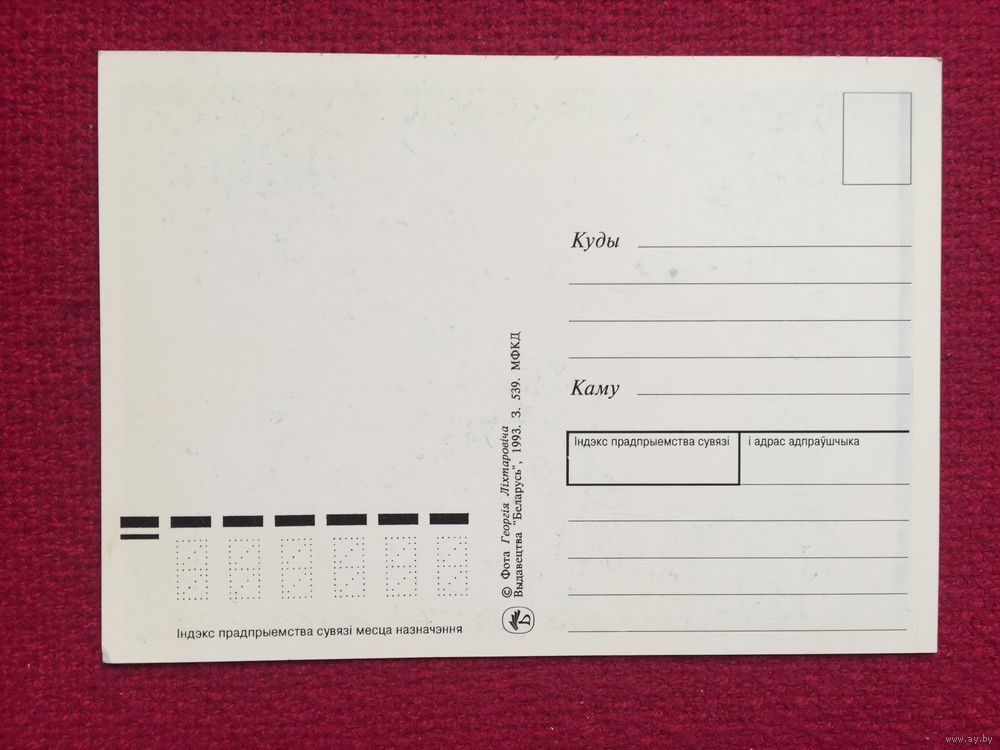 Куды
Каму
Індэкс прадпрыемства сувязі
і адрас адпраўшчыка
© Фота Георгія Ліхтаровіча
Выдавецтва "Беларусь", 1993. З. 539. МФКД
Індэкс прадпрыемства сувязі месца назначэння
www.ay.by